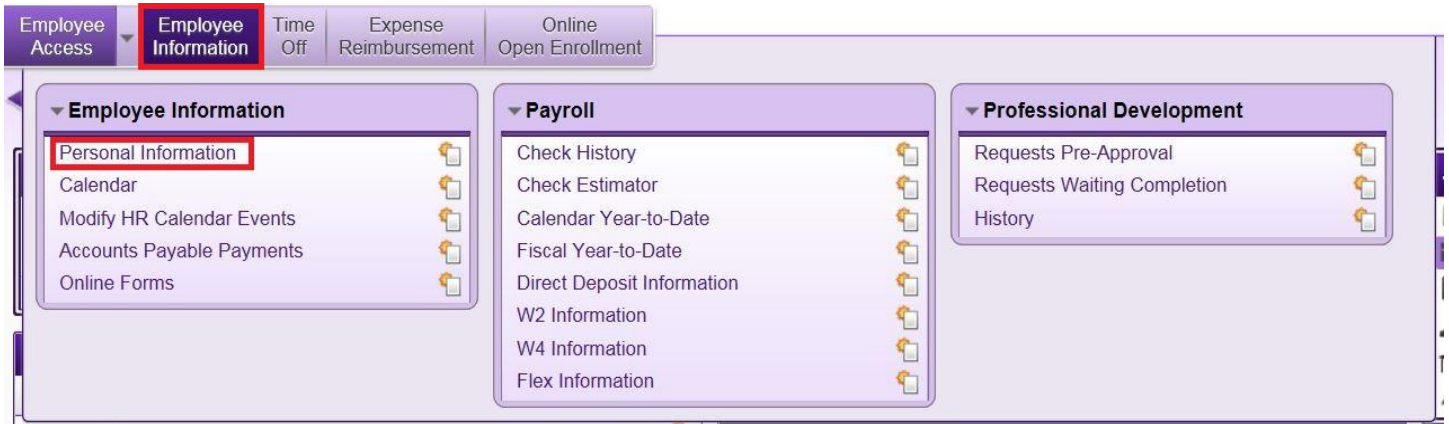 Employee Access
Employee Information
Time Off
Expense Reimbursement
Online Open Enrollment
Employee Information
Personal Information
Calendar
Modify HR Calendar Events
Accounts Payable Payments
Online Forms
Payroll
Check History
Check Estimator
Calendar Year-to-Date
Fiscal Year-to-Date
Direct Deposit Information
W2 Information
W4 Information
Flex Information
Professional Development
Requests Pre-Approval
Requests Waiting Completion
History